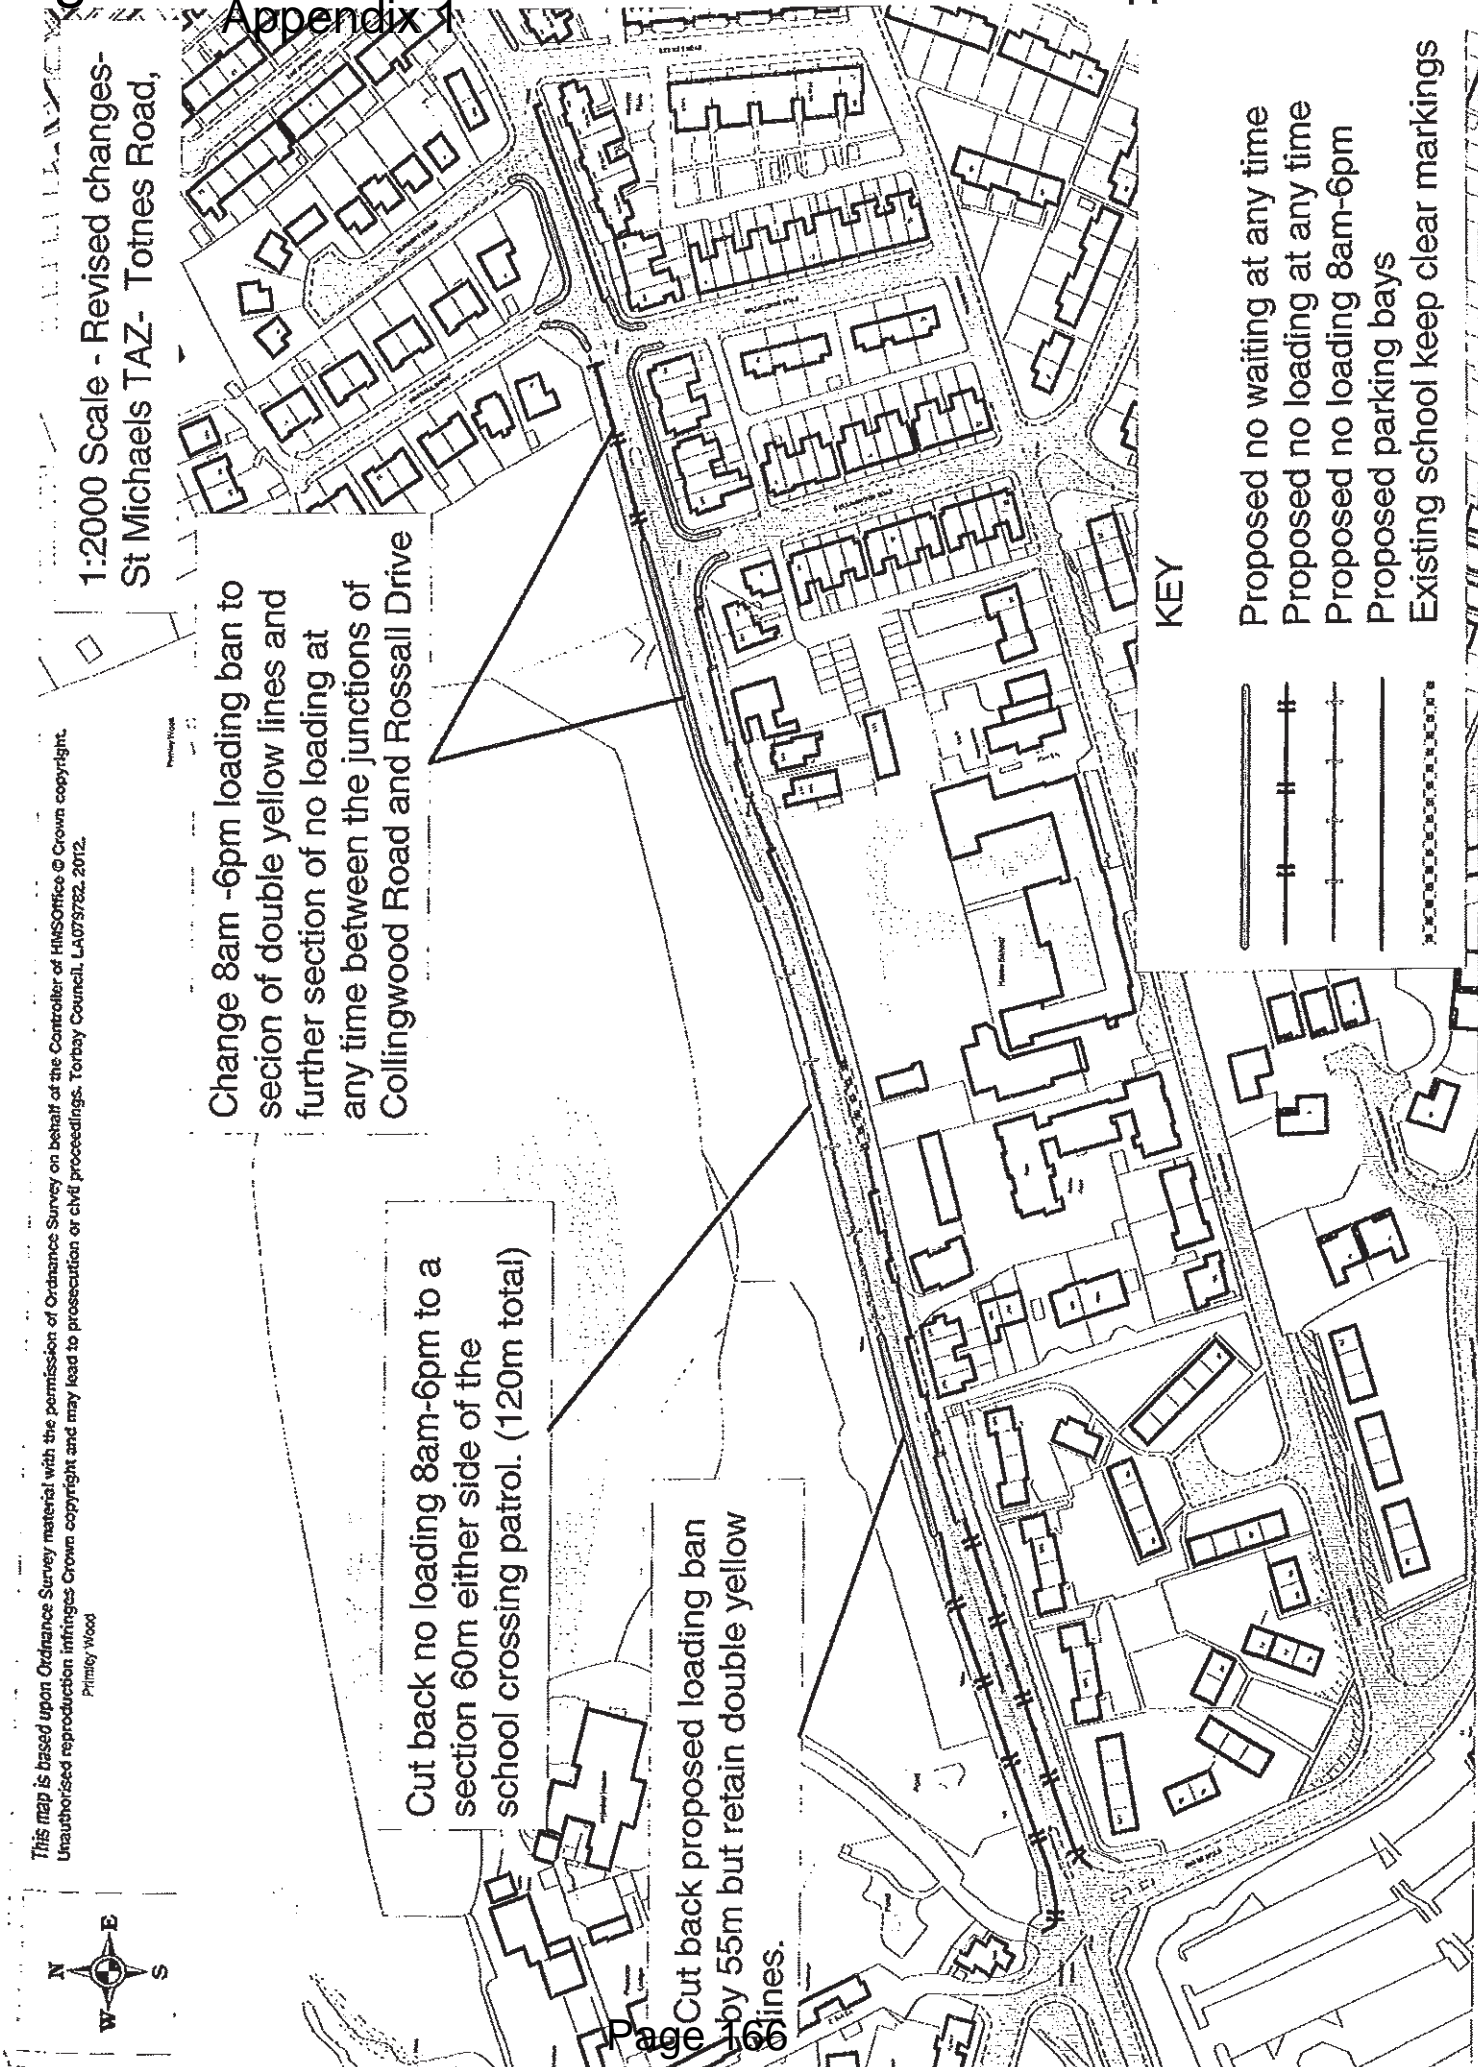 Appendix 1
1:2000 Scale - Revised changes-
St Michaels TAZ- Totnes Road,
This map is based upon Ordnance Survey material with the permission of Ordnance Survey on behalf of the Controller of HMSOffice © Crown copyright.
Unauthorised reproduction infringes Crown copyright and may lead to prosecution or civil proceedings. Torbay Council. LA079782. 2012.
Primley Wood
N
W E
S
Change 8am -6pm loading ban to
secion of double yellow lines and
further section of no loading at
any time between the junctions of
Collingwood Road and Rossall Drive
Cut back no loading 8am-6pm to a
section 60m either side of the
school crossing patrol. (120m total)
Cut back proposed loading ban
by 55m but retain double yellow
lines.
KEY
Proposed no waiting at any time
Proposed no loading at any time
Proposed no loading 8am-6pm
Proposed parking bays
Existing school keep clear markings
Pond
Pond
Page 166